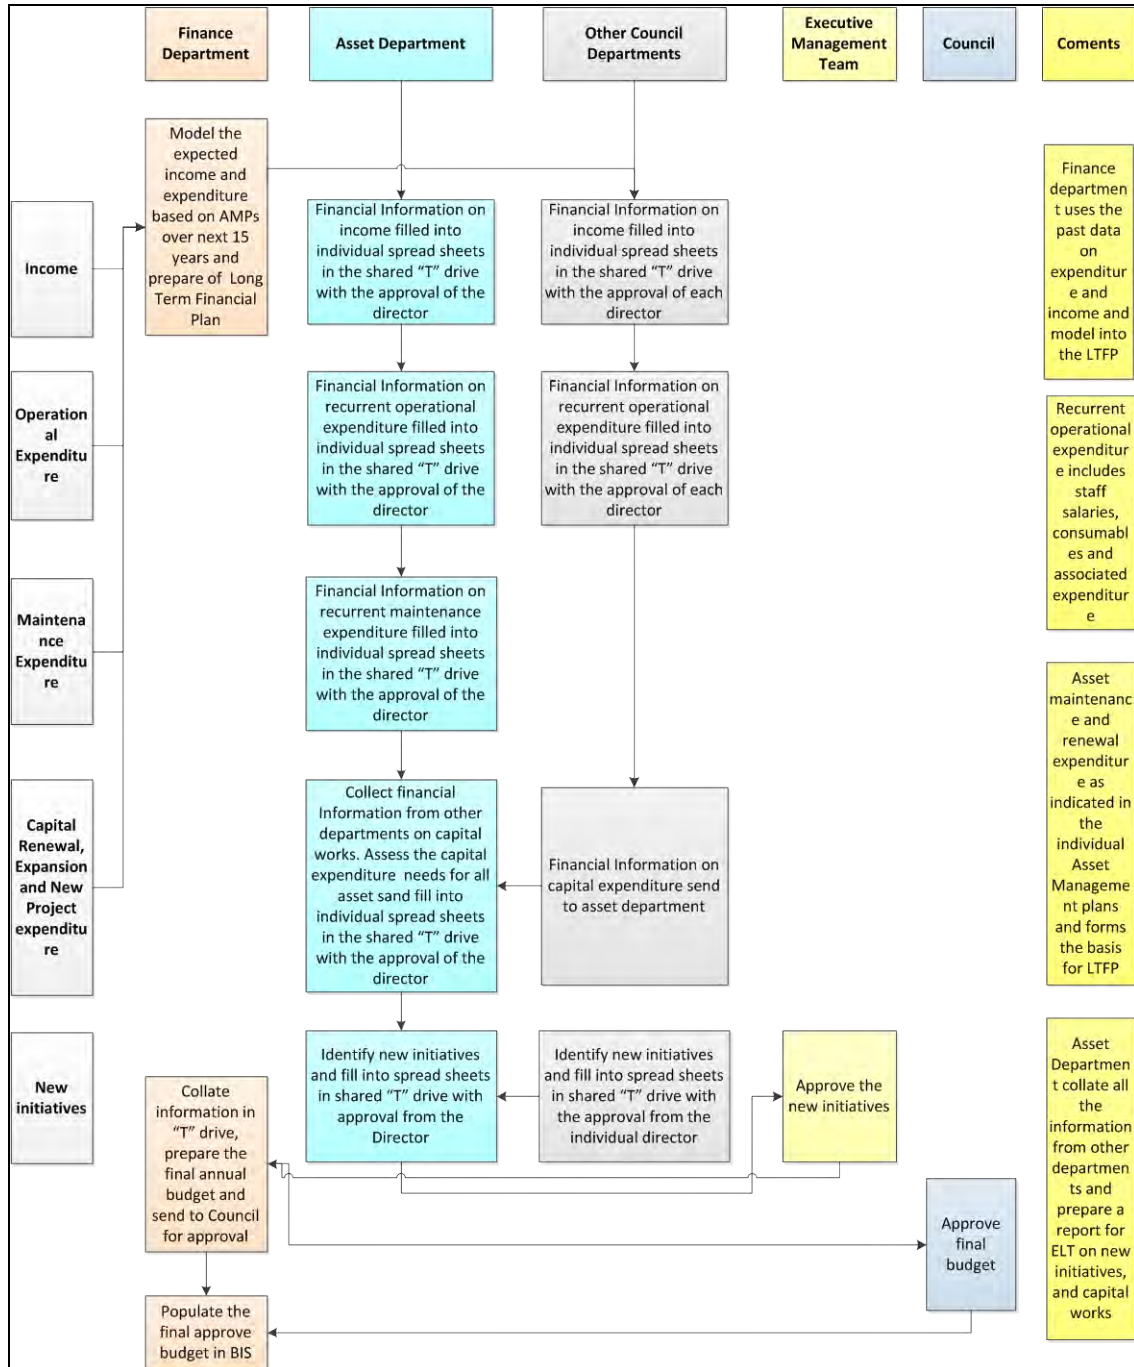 Finance
Department
Asset Department
Other Council
Departments
Executive
Management
Team
Council
Coments
Model the
expected
income and
expenditure
based on AMPs
over next 15
years and
prepare of Long
Term Financial
Plan
Income
Financial Information on
income filled into
individual spread sheets
in the shared “T” drive
with the approval of the
director
Financial Information on
income filled into
individual spread sheets
in the shared “T” drive
with the approval of each
director
Finance
departmen
t uses the
past data
on
expenditur
e and
income and
model into
the LTFP
Operation
al
Expenditu
re
Financial Information on
recurrent operational
expenditure filled into
individual spread sheets
in the shared “T” drive
with the approval of the
director
Financial Information on
recurrent operational
expenditure filled into
individual spread sheets
in the shared “T” drive
with the approval of each
director
Recurrent
operational
expenditur
e includes
staff
salaries,
consumabl
es and
associated
expenditur
e
Maintena
nce
Expenditu
re
Financial Information on
recurrent maintenance
expenditure filled into
individual spread sheets
in the shared “T” drive
with the approval of the
director
Asset
maintenanc
e and
renewal
expenditur
e as
indicated in
the
individual
Asset
Manageme
nt plans
and forms
the basis
for LTFP
Capital
Renewal,
Expansion
and New
Project
expenditu
re
Collect financial
Information from other
departments on capital
works. Assess the capital
expenditure needs for all
asset sand fill into
individual spread sheets
in the shared “T” drive
with the approval of the
director
Financial Information on
capital expenditure send
to asset department
New
initiatives
Collate
information in
“T” drive,
prepare the
final annual
budget and
send to Council
for approval
Identify new initiatives
and fill into spread sheets
in shared “T” drive with
approval from the
Director
Identify new initiatives
and fill into spread sheets
in shared “T” drive with
the approval from the
individual director
Approve the
new initiatives
Approve
final
budget
Asset
Departmen
t collate all
the
information
from other
departmen
ts and
prepare a
report for
ELT on new
initiatives,
and capital
works
Populate the
final approve
budget in BIS